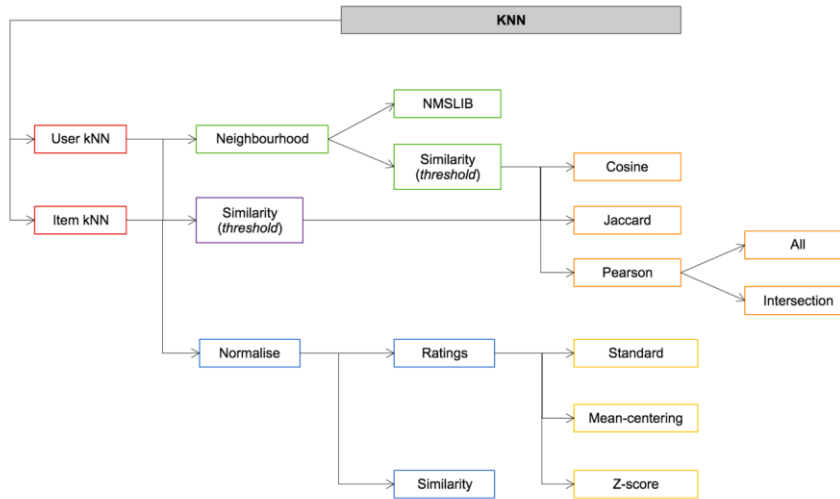 KNN
NMSLIB
User kNN
Neighbourhood
Similarity
(threshold)
Cosine
Item kNN
Similarity
(threshold)
Jaccard
All
Pearson
Intersection
Normalise
Ratings
Standard
Mean-centering
Similarity
Z-score